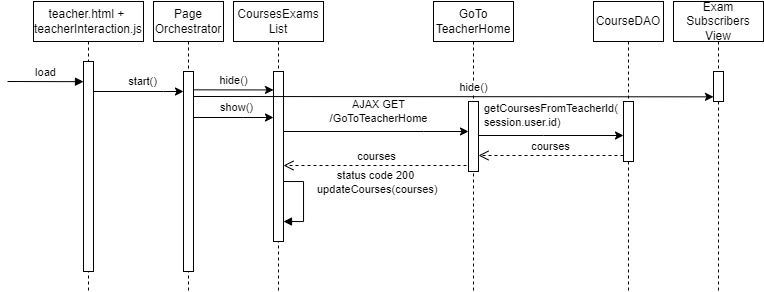 teacher.html +
teacherInteraction.js
Page
Orchestrator
CoursesExams
List
GoTo
TeacherHome
CourseDAO
Exam
Subscribers
View
load
start()
hide()
hide()
show()
AJAX GET
/GoToTeacherHome
getCoursesFromTeacherId(
session.user.id)
courses
courses
status code 200
updateCourses(courses)